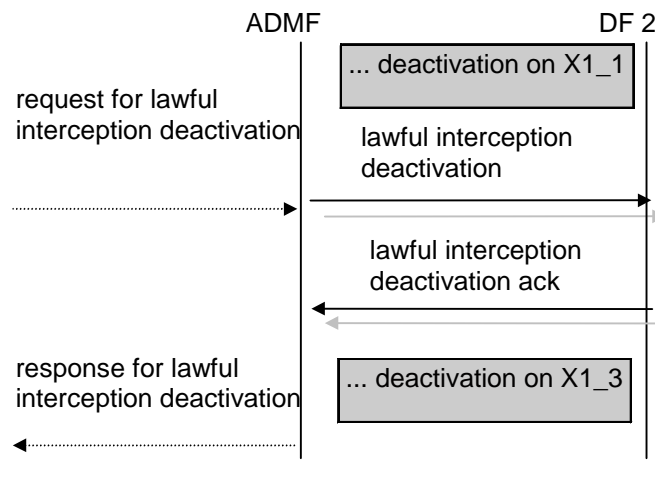 ADMF
DF 2
... deactivation on X1_1
request for lawful
interception deactivation
lawful interception
deactivation
lawful interception
deactivation ack
response for lawful
interception deactivation
... deactivation on X1_3